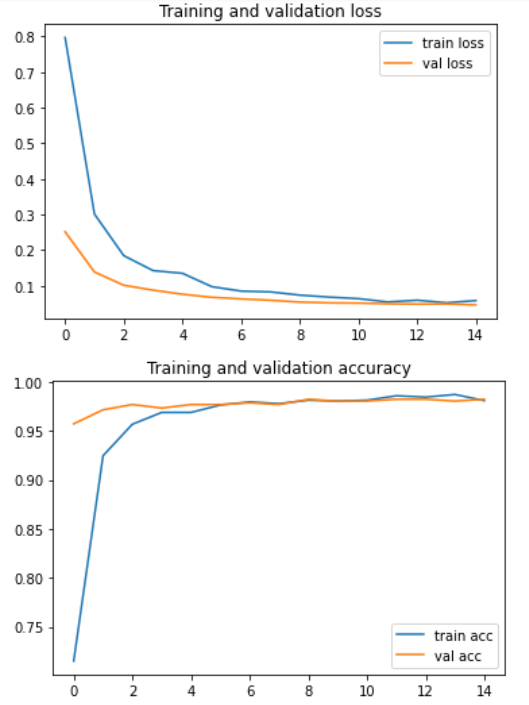 Training and validation loss
0.8
0.7
0.6
0.5
0.4
0.3
0.2
0.1
train loss
val loss
0 2 4 6 8 10 12 14
Training and validation accuracy
1.00
0.95
0.90
0.85
0.80
0.75
train acc
val acc
0 2 4 6 8 10 12 14